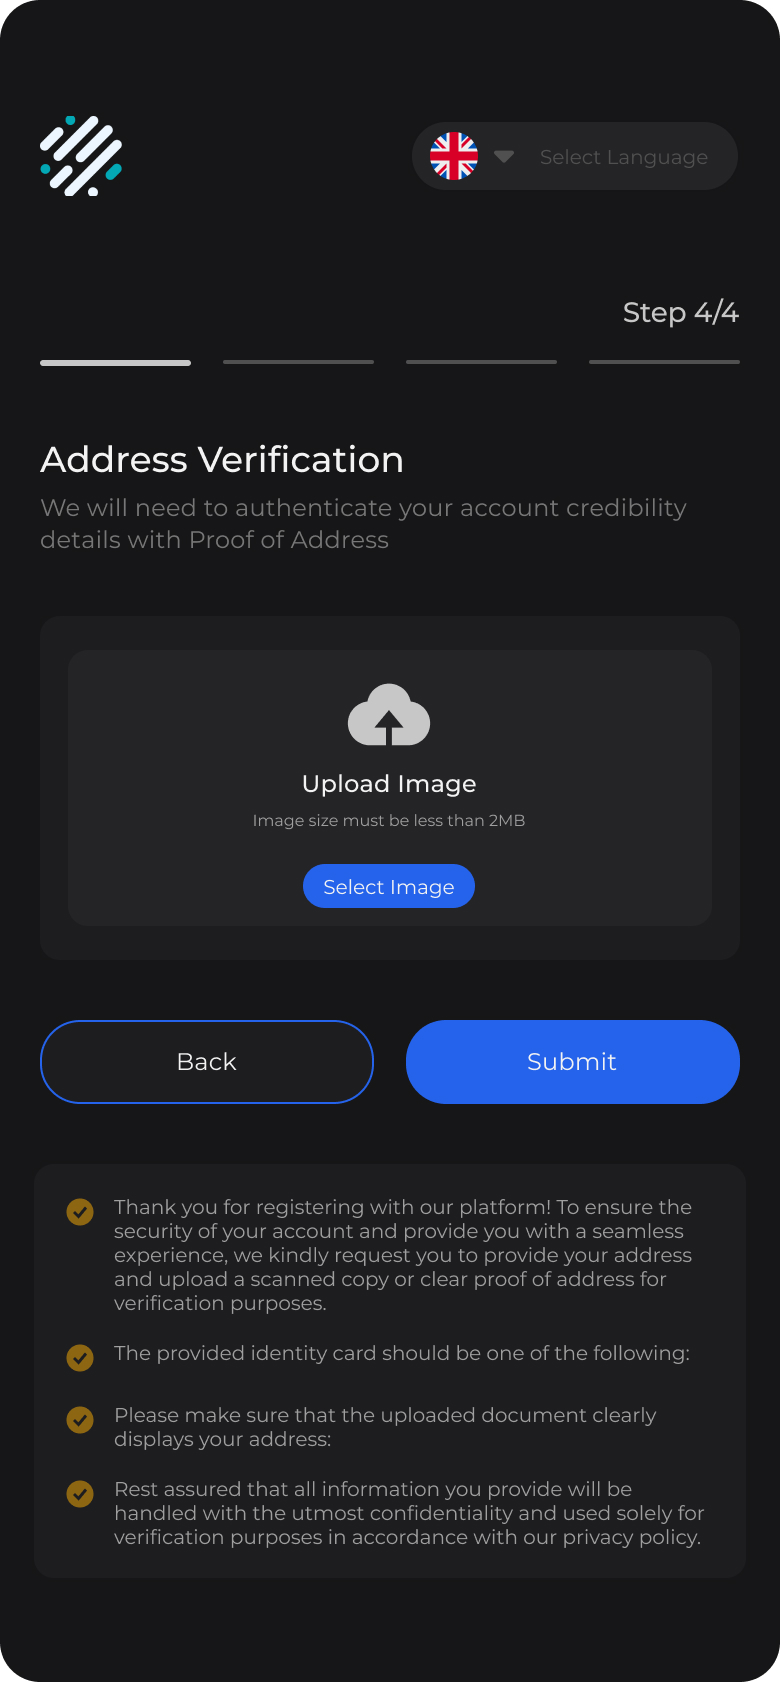 Select Language
Step 4/4
Address Verification
We will need to authenticate your account credibility
details with Proof of Address
Upload Image
Image size must be less than 2MB
Select Image
Back
Submit
Thank you for registering with our platform! To ensure the
security of your account and provide you with a seamless
experience, we kindly request you to provide your address
and upload a scanned copy or clear proof of address for
verification purposes.
The provided identity card should be one of the following:
Please make sure that the uploaded document clearly
displays your address:
Rest assured that all information you provide will be
handled with the utmost confidentiality and used solely for
verification purposes in accordance with our privacy policy.